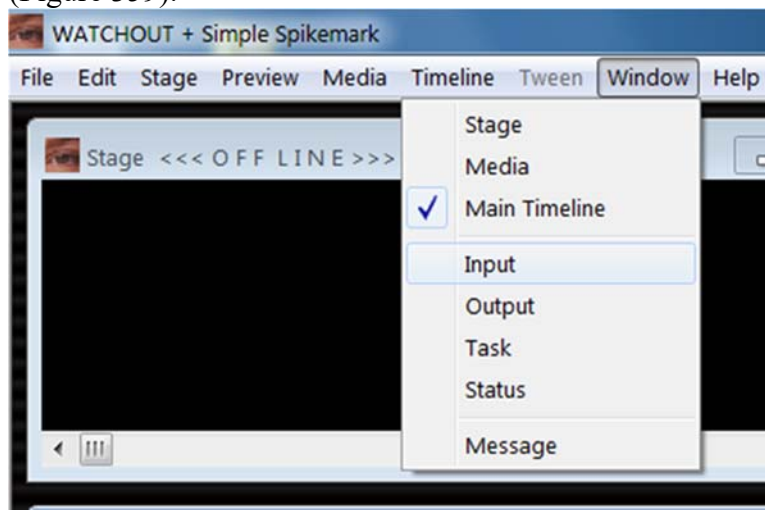 WATCHOUT + Simple Spikemark
File Edit Stage Preview Media Timeline Tween Window Help
Stage <<< O F F L I N E >>>
Stage
Media
Main Timeline
Input
Output
Task
Status
Message